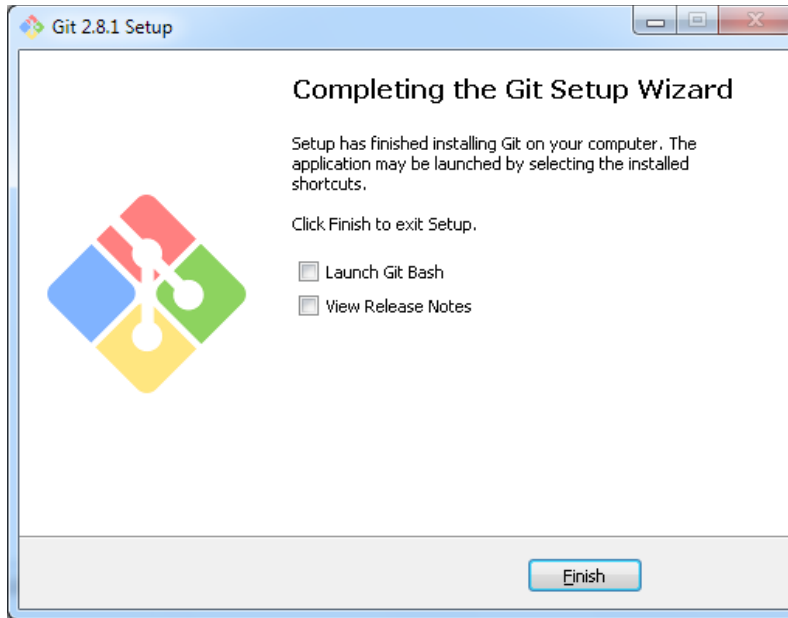 Git 2.8.1 Setup
Completing the Git Setup Wizard
Setup has finished installing Git on your computer. The
application may be launched by selecting the installed
shortcuts.
Click Finish to exit Setup.
Launch Git Bash
View Release Notes
Finish